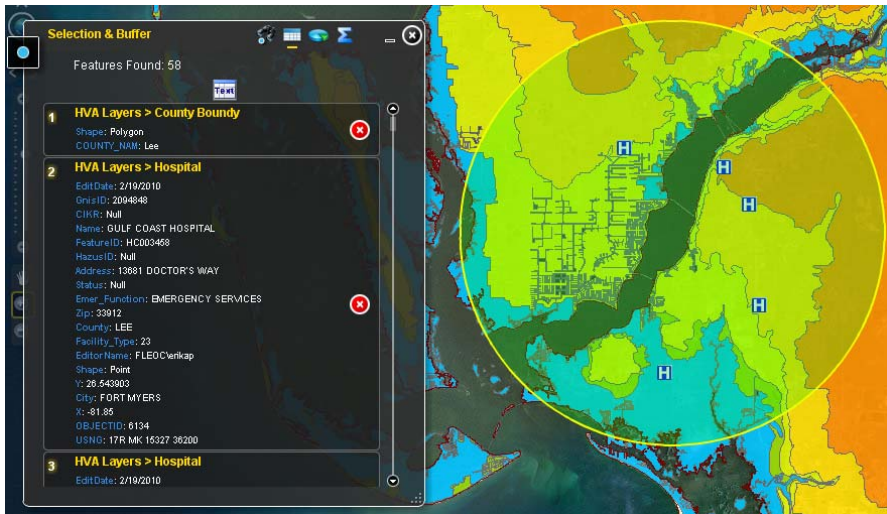 Selection & Buffer
Features Found: 58
Text
1 HVA Layers > County Boundy
Shape: Polygon
COUNTY_NAM: Lee
2 HVA Layers > Hospital
EditDate: 2/19/2010
GnisID: 2094848
CIKR: Null
Name: GULF COAST HOSPITAL
FeatureID: HC003458
HazusID: Null
Address: 13681 DOCTOR'S WAY
Status: Null
Emer_Function: EMERGENCY SERVICES
Zip: 33912
County: LEE
Facility_Type: 23
EditorName: FLEOC\erikap
Shape: Point
Y: 26.543903
City: FORT MYERS
X: -81.85
OBJECTID: 6134
USNG: 17R MK 15327 36200
3 HVA Layers > Hospital
EditDate: 2/19/2010
H
H
H
H
H